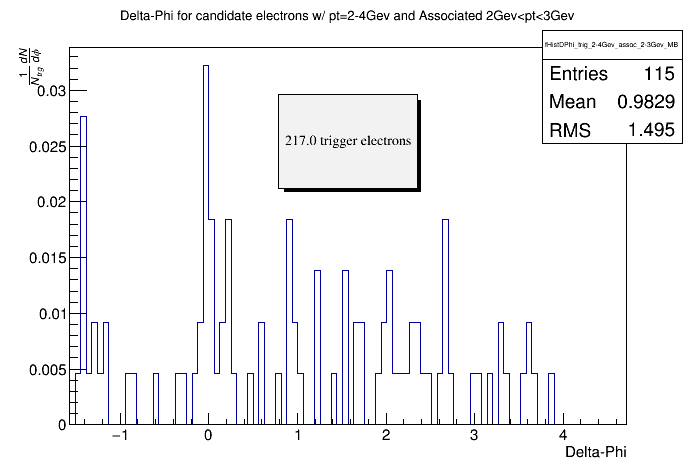 Delta-Phi for candidate electrons w/ pt=2-4Gev and Associated 2Gev<pt<3Gev
fHistDPhi_trig_2-4Gev_assoc_2-3Gev_MB
Entries 115
Mean 0.9829
RMS 1.495
1 dN
N_trg dϕ
217.0 trigger electrons
0.03
0.025
0.02
0.015
0.01
0.005
0
−1 0 1 2 3 4
Delta-Phi